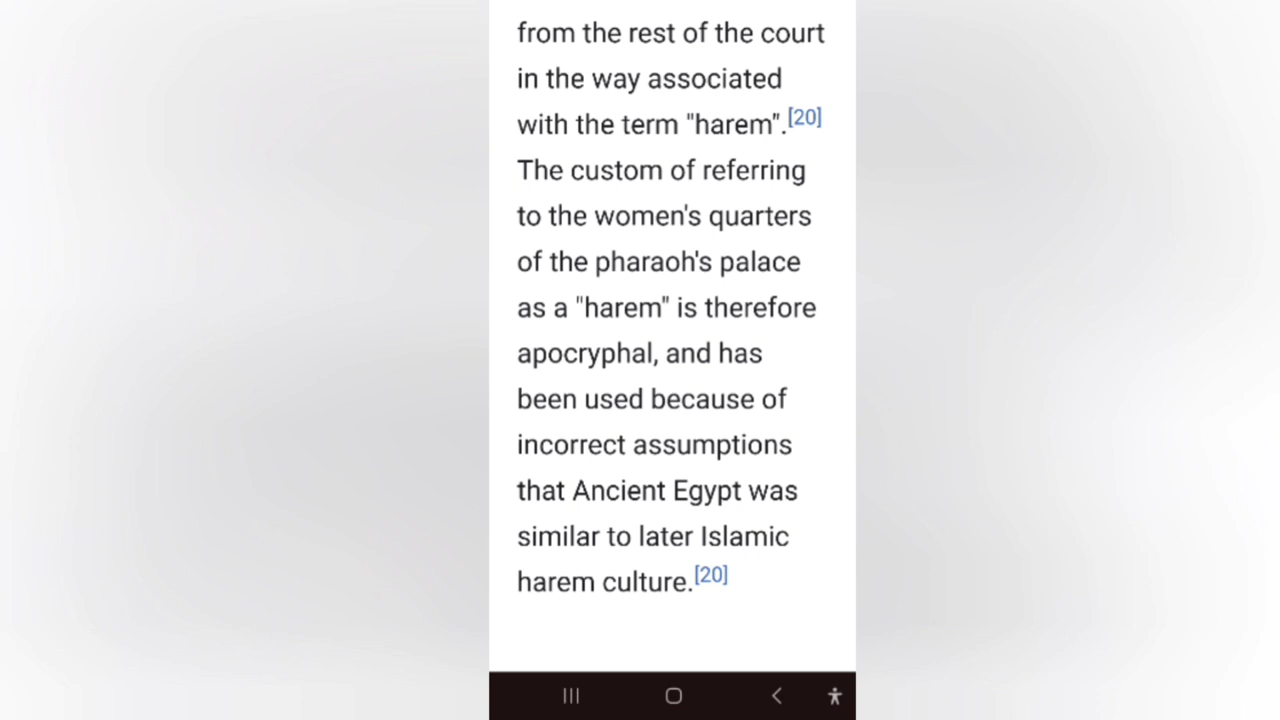 from the rest of the court
in the way associated
with the term "harem".[20]
The custom of referring
to the women's quarters
of the pharaoh's palace
as a "harem" is therefore
apocryphal, and has
been used because of
incorrect assumptions
that Ancient Egypt was
similar to later Islamic
harem culture.[20]